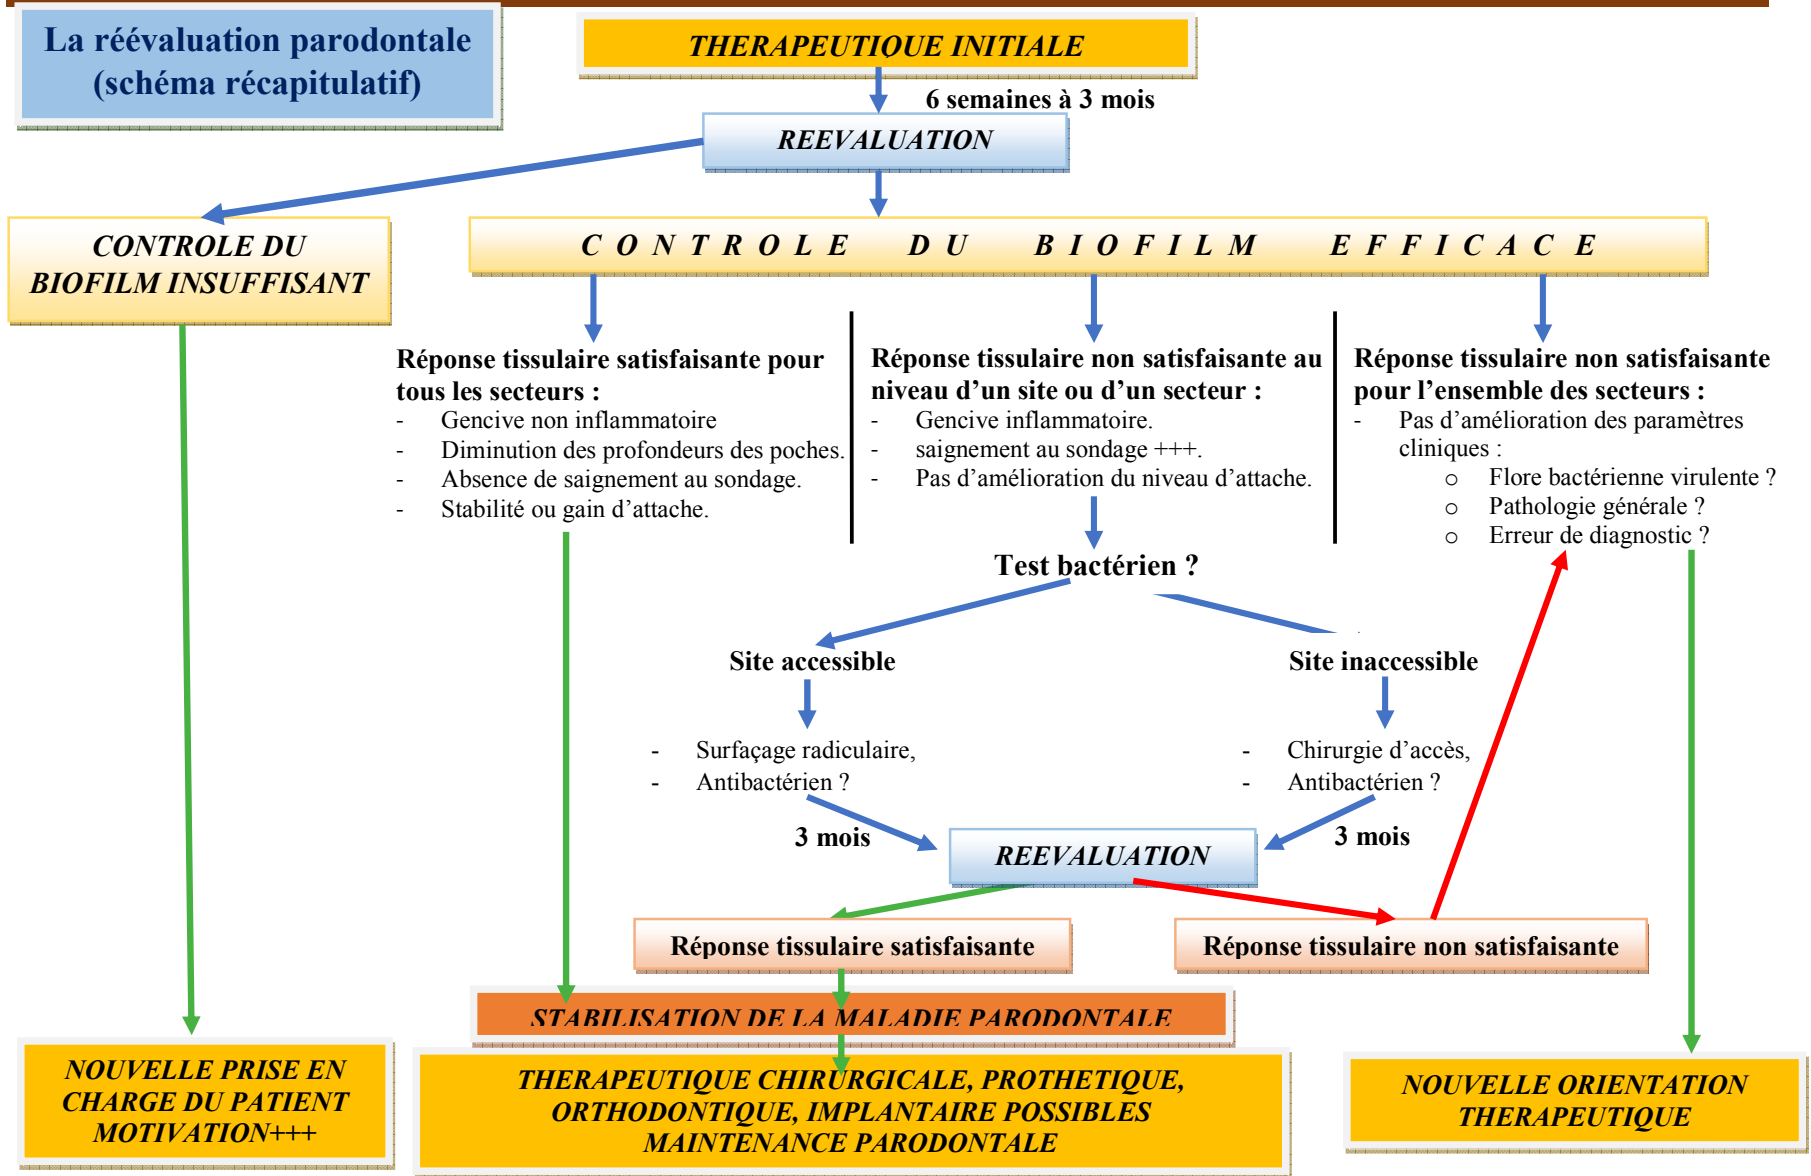 La réévaluation parodontale
(schéma récapitulatif)
THERAPEUTIQUE INITIALE
6 semaines à 3 mois
REEVALUATION
CONTROLE DU
BIOFILM INSUFFISANT
CONTROLE DU BIOFILM EFFICACE
Réponse tissulaire satisfaisante pour
tous les secteurs :
- Gencive non inflammatoire
- Diminution des profondeurs des poches.
- Absence de saignement au sondage.
- Stabilité ou gain d’attache.
Réponse tissulaire non satisfaisante au
niveau d’un site ou d’un secteur :
- Gencive inflammatoire.
- saignement au sondage +++.
- Pas d’amélioration du niveau d’attache.
Réponse tissulaire non satisfaisante
pour l’ensemble des secteurs :
- Pas d’amélioration des paramètres
cliniques :
o Flore bactérienne virulente ?
o Pathologie générale ?
o Erreur de diagnostic ?
Test bactérien ?
Site accessible
Site inaccessible
- Surfaçage radiculaire,
- Antibactérien ?
- Chirurgie d’accès,
- Antibactérien ?
3 mois
3 mois
REEVALUATION
Réponse tissulaire satisfaisante
Réponse tissulaire non satisfaisante
STABILISATION DE LA MALADIE PARODONTALE
NOUVELLE PRISE EN
CHARGE DU PATIENT
MOTIVATION+++
THERAPEUTIQUE CHIRURGICALE, PROTHETIQUE,
ORTHODONTIQUE, IMPLANTAIRE POSSIBLES
MAINTENANCE PARODONTALE
NOUVELLE ORIENTATION
THERAPEUTIQUE